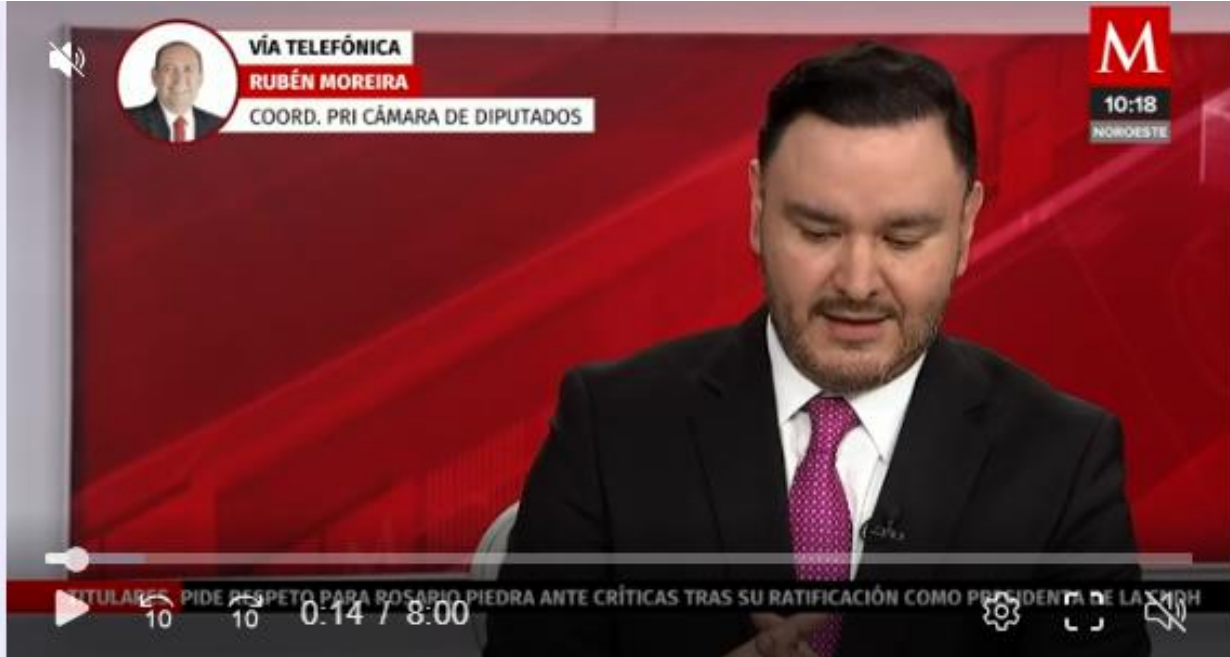 VÍA TELEFÓNICA
RUBÉN MOREIRA
COORD. PRI CÁMARA DE DIPUTADOS
M
10:18
NOROESTE
TITULARES PIDE RESPETO PARA ROSARIO PIEDRA ANTE CRÍTICAS TRAS SU RATIFICACIÓN COMO PRESIDENTA DE LA CNDH
10
10
0:14 / 8:00